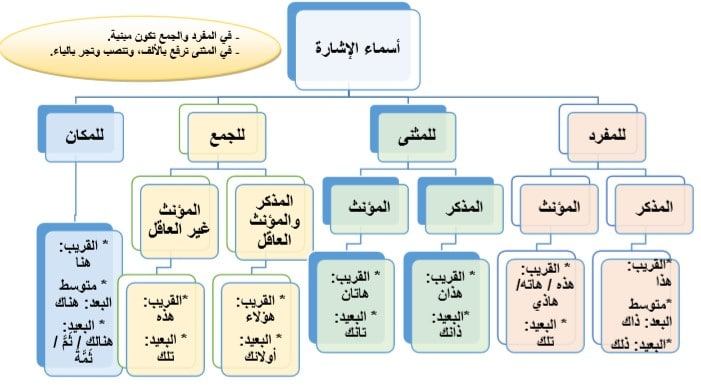 - في المفرد والجمع تكون مبنية.
- في المثنى ترفع بالألف، وتنصب وتجر بالياء.
أسماء الإشارة
للمفرد
المذكر
*القريب:
هذا
*متوسط
البعد: ذاك
*البعيد: ذلك
المؤنث
* القريب:
هذه / هاته/
هاذي
* البعيد:
تلك
للمثنى
المذكر
* القريب:
هذان
*البعيد:
ذانك
المؤنث
* القريب:
هاتان
* البعيد:
تانك
للجمع
المذكر
والمؤنث
العاقل
*القريب:
هؤلاء
* البعيد:
أولائك
المؤنث
غير العاقل
*القريب:
هذه
* البعيد:
تلك
للمكان
* القريب:
هنا
* متوسط
البعد: هناك
* البعيد:
هنالك / ثَمَّ /
ثَمَّةَ